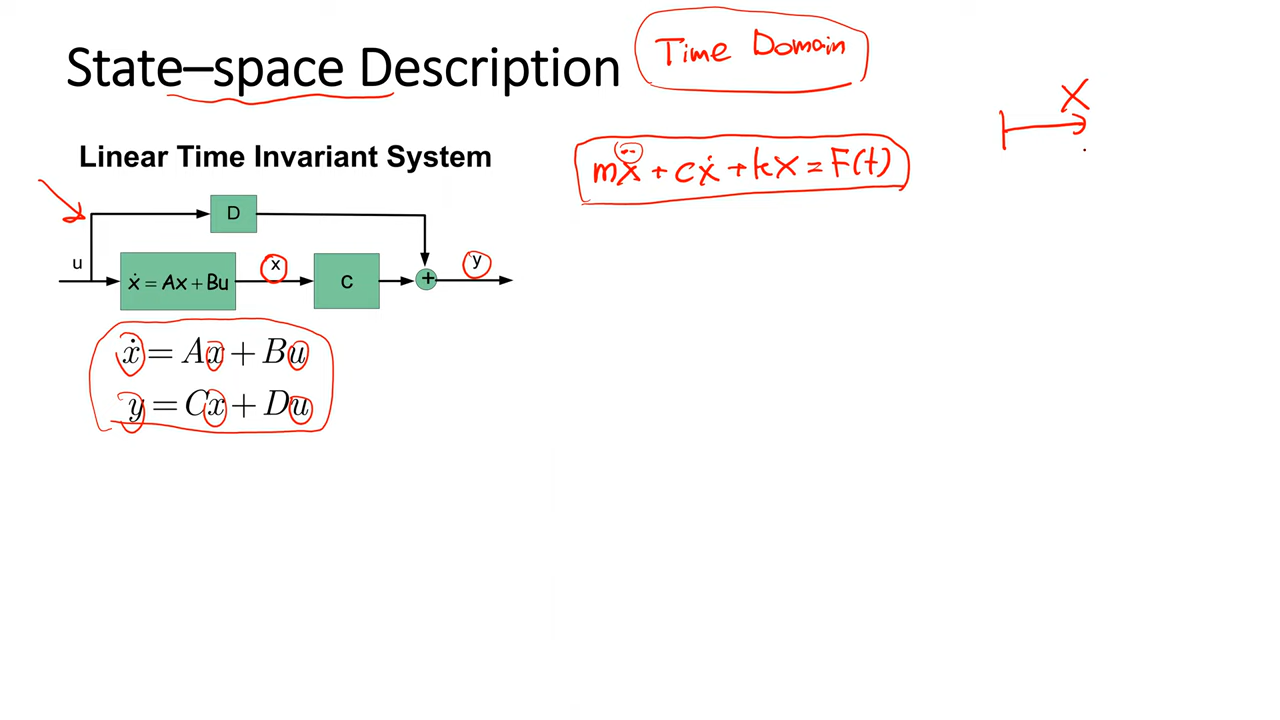 State–space Description
Time Domain
X
Linear Time Invariant System
mẍ + cẋ + kx = F(t)
D
u
ẋ = Ax + Bu
x
C
+
y
ẋ = Ax + Bu
y = Cx + Du